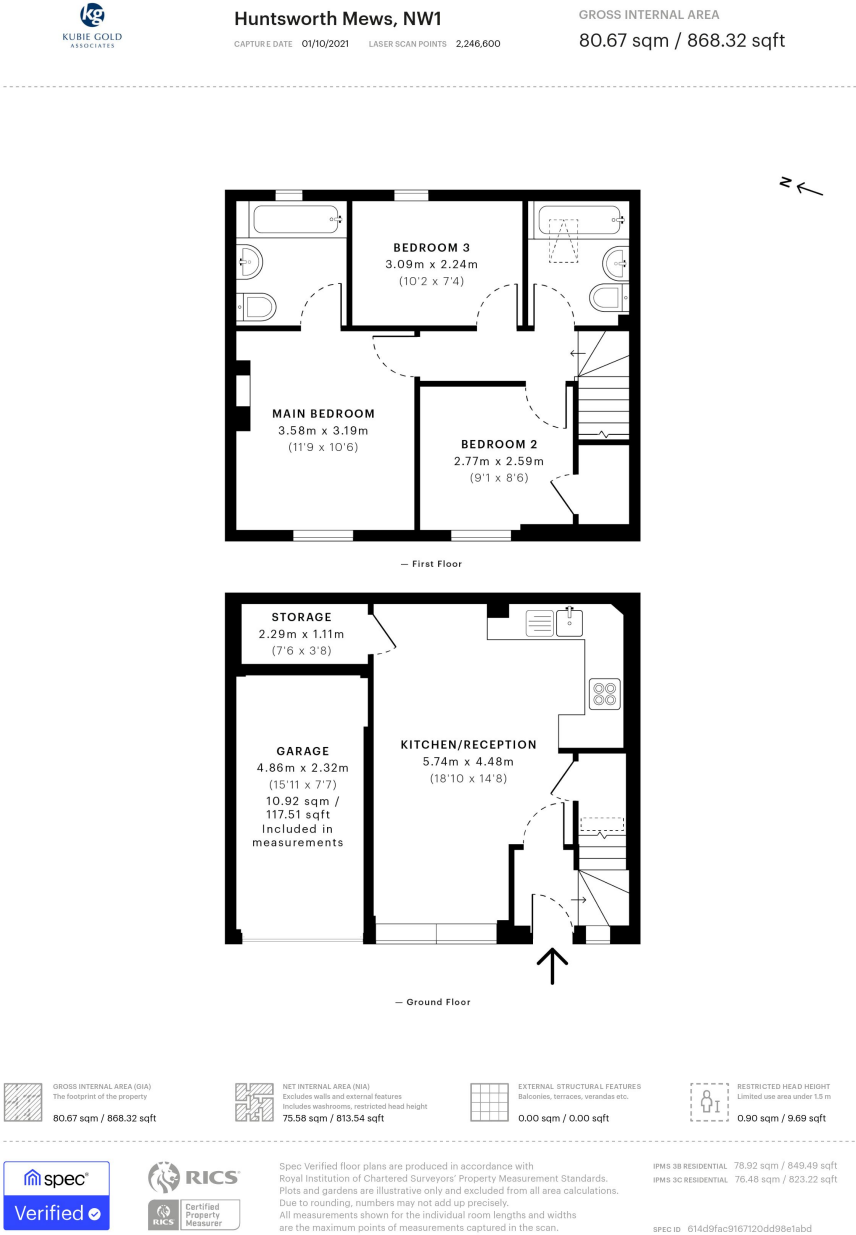 kg
KUBIE GOLD
ASSOCIATES
Huntsworth Mews, NW1
CAPTURE DATE 01/10/2021 LASER SCAN POINTS 2,246,600
GROSS INTERNAL AREA
80.67 sqm / 868.32 sqft
N
BEDROOM 3
3.09m x 2.24m
(10'2 x 7'4)
MAIN BEDROOM
3.58m x 3.19m
(11'9 x 10'6)
BEDROOM 2
2.77m x 2.59m
(9'1 x 8'6)
— First Floor
STORAGE
2.29m x 1.11m
(7'6 x 3'8)
GARAGE
4.86m x 2.32m
(15'11 x 7'7)
10.92 sqm /
117.51 sqft
Included in
measurements
KITCHEN/RECEPTION
5.74m x 4.48m
(18'10 x 14'8)
— Ground Floor
GROSS INTERNAL AREA (GIA)
The footprint of the property
80.67 sqm / 868.32 sqft
NET INTERNAL AREA (NIA)
Excludes walls and external features
Includes washrooms, restricted head height
75.58 sqm / 813.54 sqft
EXTERNAL STRUCTURAL FEATURES
Balconies, terraces, verandas etc.
0.00 sqm / 0.00 sqft
RESTRICTED HEAD HEIGHT
Limited use area under 1.5 m
0.90 sqm / 9.69 sqft
spec
Verified
RICS
RICS
Certified
Property
Measurer
Spec Verified floor plans are produced in accordance with
Royal Institution of Chartered Surveyors' Property Measurement Standards.
Plots and gardens are illustrative only and excluded from all area calculations.
Due to rounding, numbers may not add up precisely.
All measurements shown for the individual room lengths and widths
are the maximum points of measurements captured in the scan.
IPMS 3B RESIDENTIAL 78.92 sqm / 849.49 sqft
IPMS 3C RESIDENTIAL 76.48 sqm / 823.22 sqft
SPEC ID 614d9fac9167120dd98e1abd